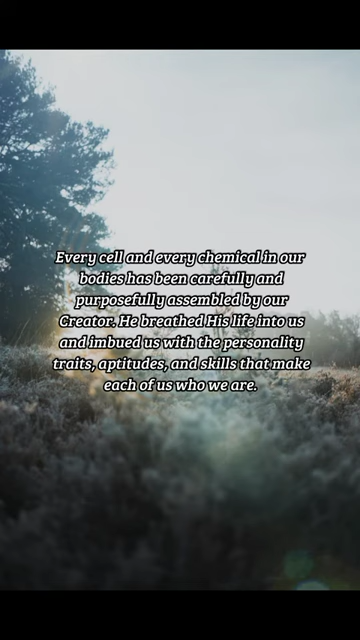 Every cell and every chemical in our
bodies has been carefully and
purposefully assembled by our
Creator. He breathed His life into us
and imbued us with the personality
traits, aptitudes, and skills that make
each of us who we are.